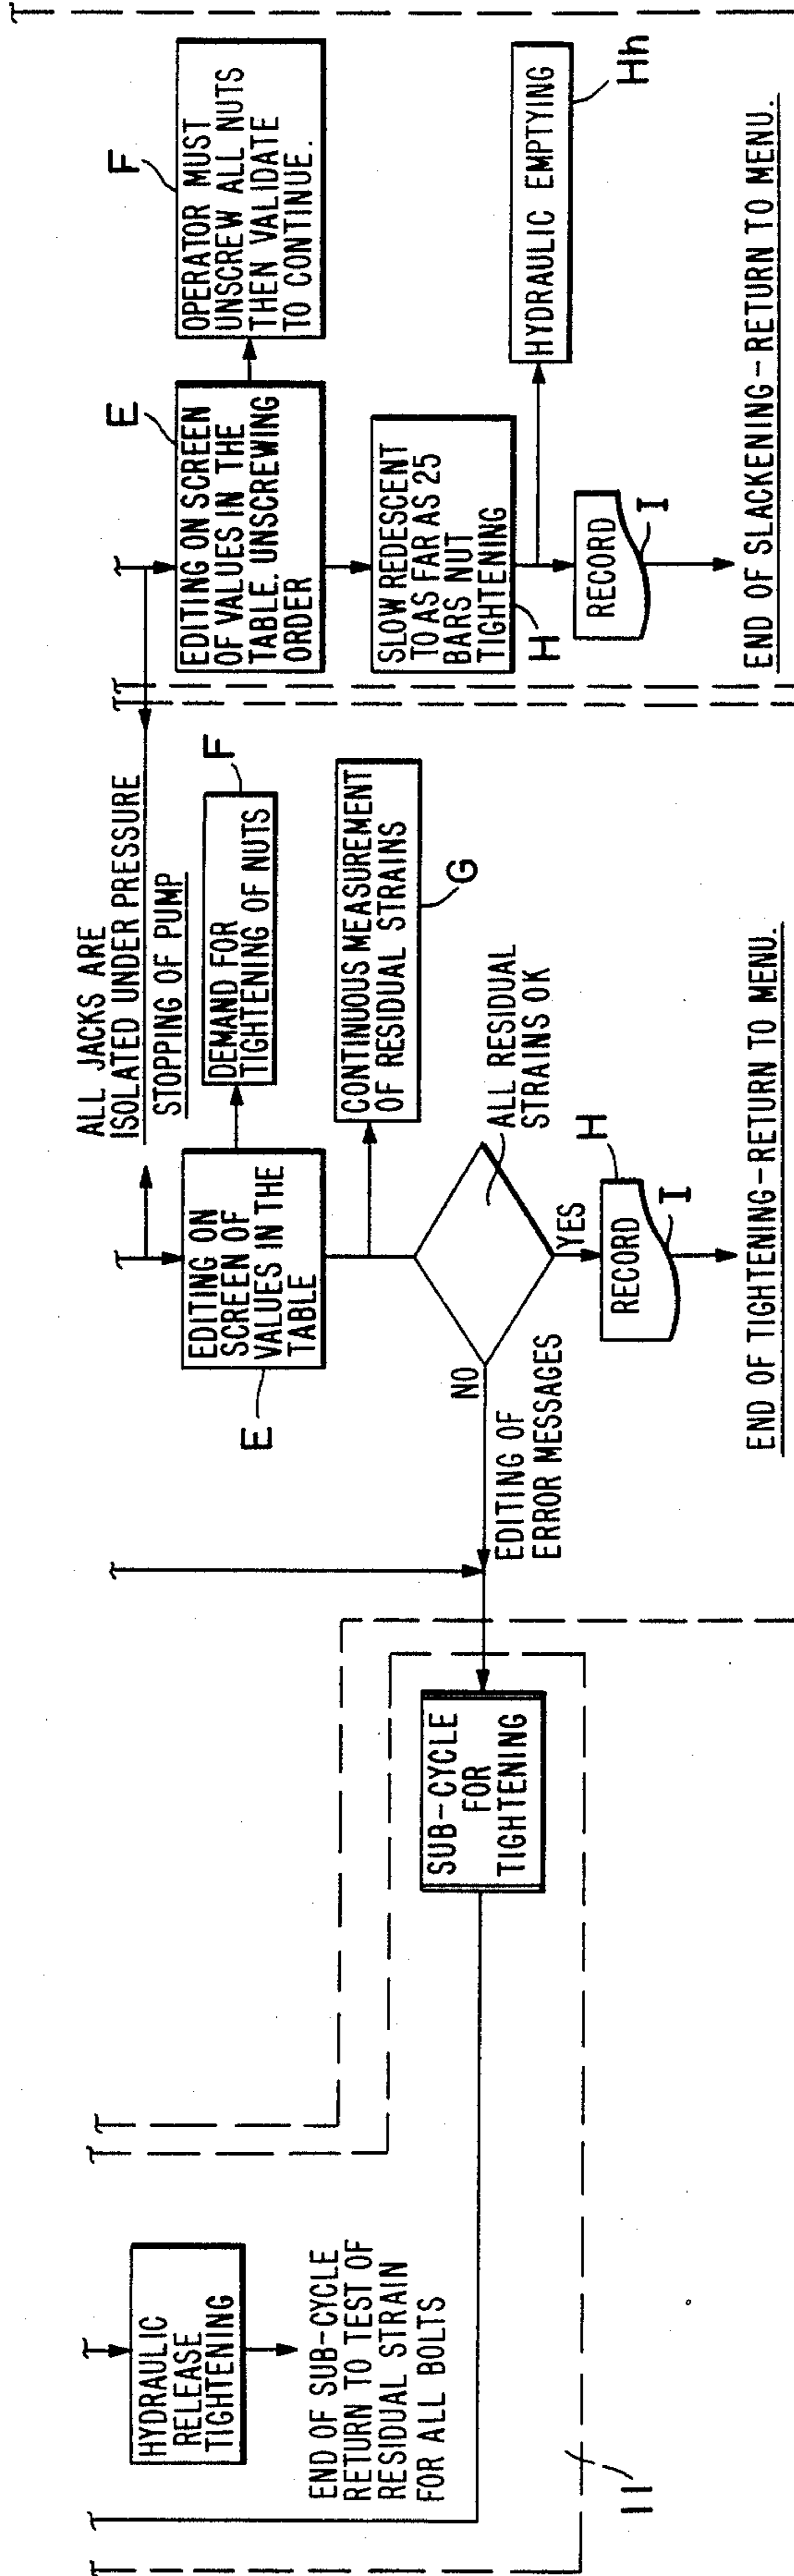 HYDRAULIC
RELEASE
TIGHTENING
END OF SUB-CYCLE
RETURN TO TEST OF
RESIDUAL STRAIN
FOR ALL BOLTS
11
SUB-CYCLE
FOR
TIGHTENING
ALL JACKS ARE
ISOLATED UNDER PRESSURE
STOPPING OF PUMP
EDITING ON
SCREEN OF
VALUES IN THE
TABLE
E
DEMAND FOR
TIGHTENING OF NUTS
F
CONTINUOUS MEASUREMENT
OF RESIDUAL STRAINS
G
ALL RESIDUAL
STRAINS OK
NO
EDITING OF
ERROR MESSAGES
YES
RECORD
H
I
END OF TIGHTENING-RETURN TO MENU.
EDITING ON SCREEN
OF VALUES IN THE
TABLE. UNSCREWING
ORDER
E
OPERATOR MUST
UNSCREW ALL NUTS
THEN VALIDATE
TO CONTINUE.
F
SLOW REDESCENT
TO AS FAR AS 25
BARS NUT
TIGHTENING
H
HYDRAULIC EMPTYING
Hh
RECORD
I
END OF SLACKENING-RETURN TO MENU.